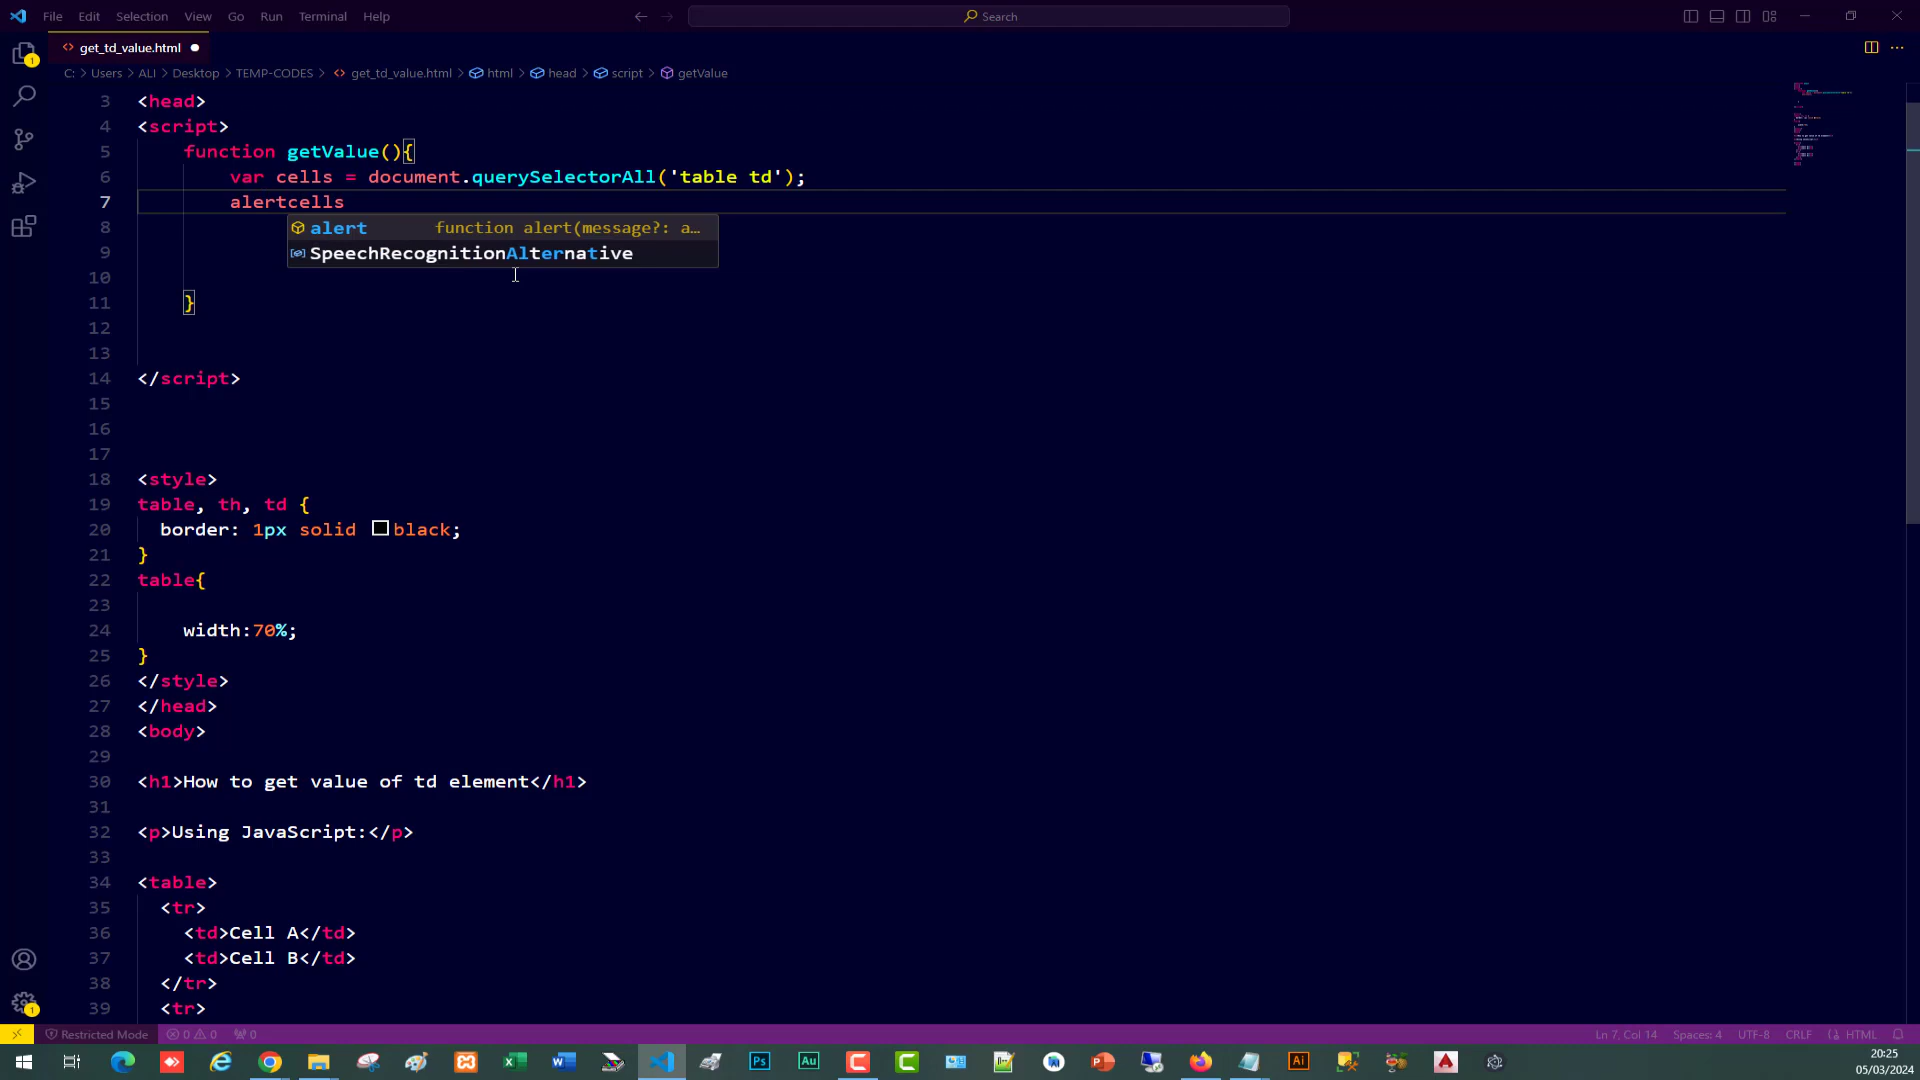 File Edit Selection View Go Run Terminal Help Search
get_td_value.html
C: > Users > ALI > Desktop > TEMP-CODES > get_td_value.html > html > head > script > getValue
3 <head>
4 <script>
5 function getValue(){
6 var cells = document.querySelectorAll('table td');
7 alertcells
8 alert function alert(message?: a…
9 SpeechRecognitionAlternative
10
11 }
12
13
14 </script>
15
16
17
18 <style>
19 table, th, td {
20 border: 1px solid black;
21 }
22 table{
23
24 width:70%;
25 }
26 </style>
27 </head>
28 <body>
29
30 <h1>How to get value of td element</h1>
31
32 <p>Using JavaScript:</p>
33
34 <table>
35 <tr>
36 <td>Cell A</td>
37 <td>Cell B</td>
38 </tr>
39 <tr>
Restricted Mode 0 0 0 Ln 7, Col 14 Spaces: 4 UTF-8 CRLF HTML
20:25
05/03/2024